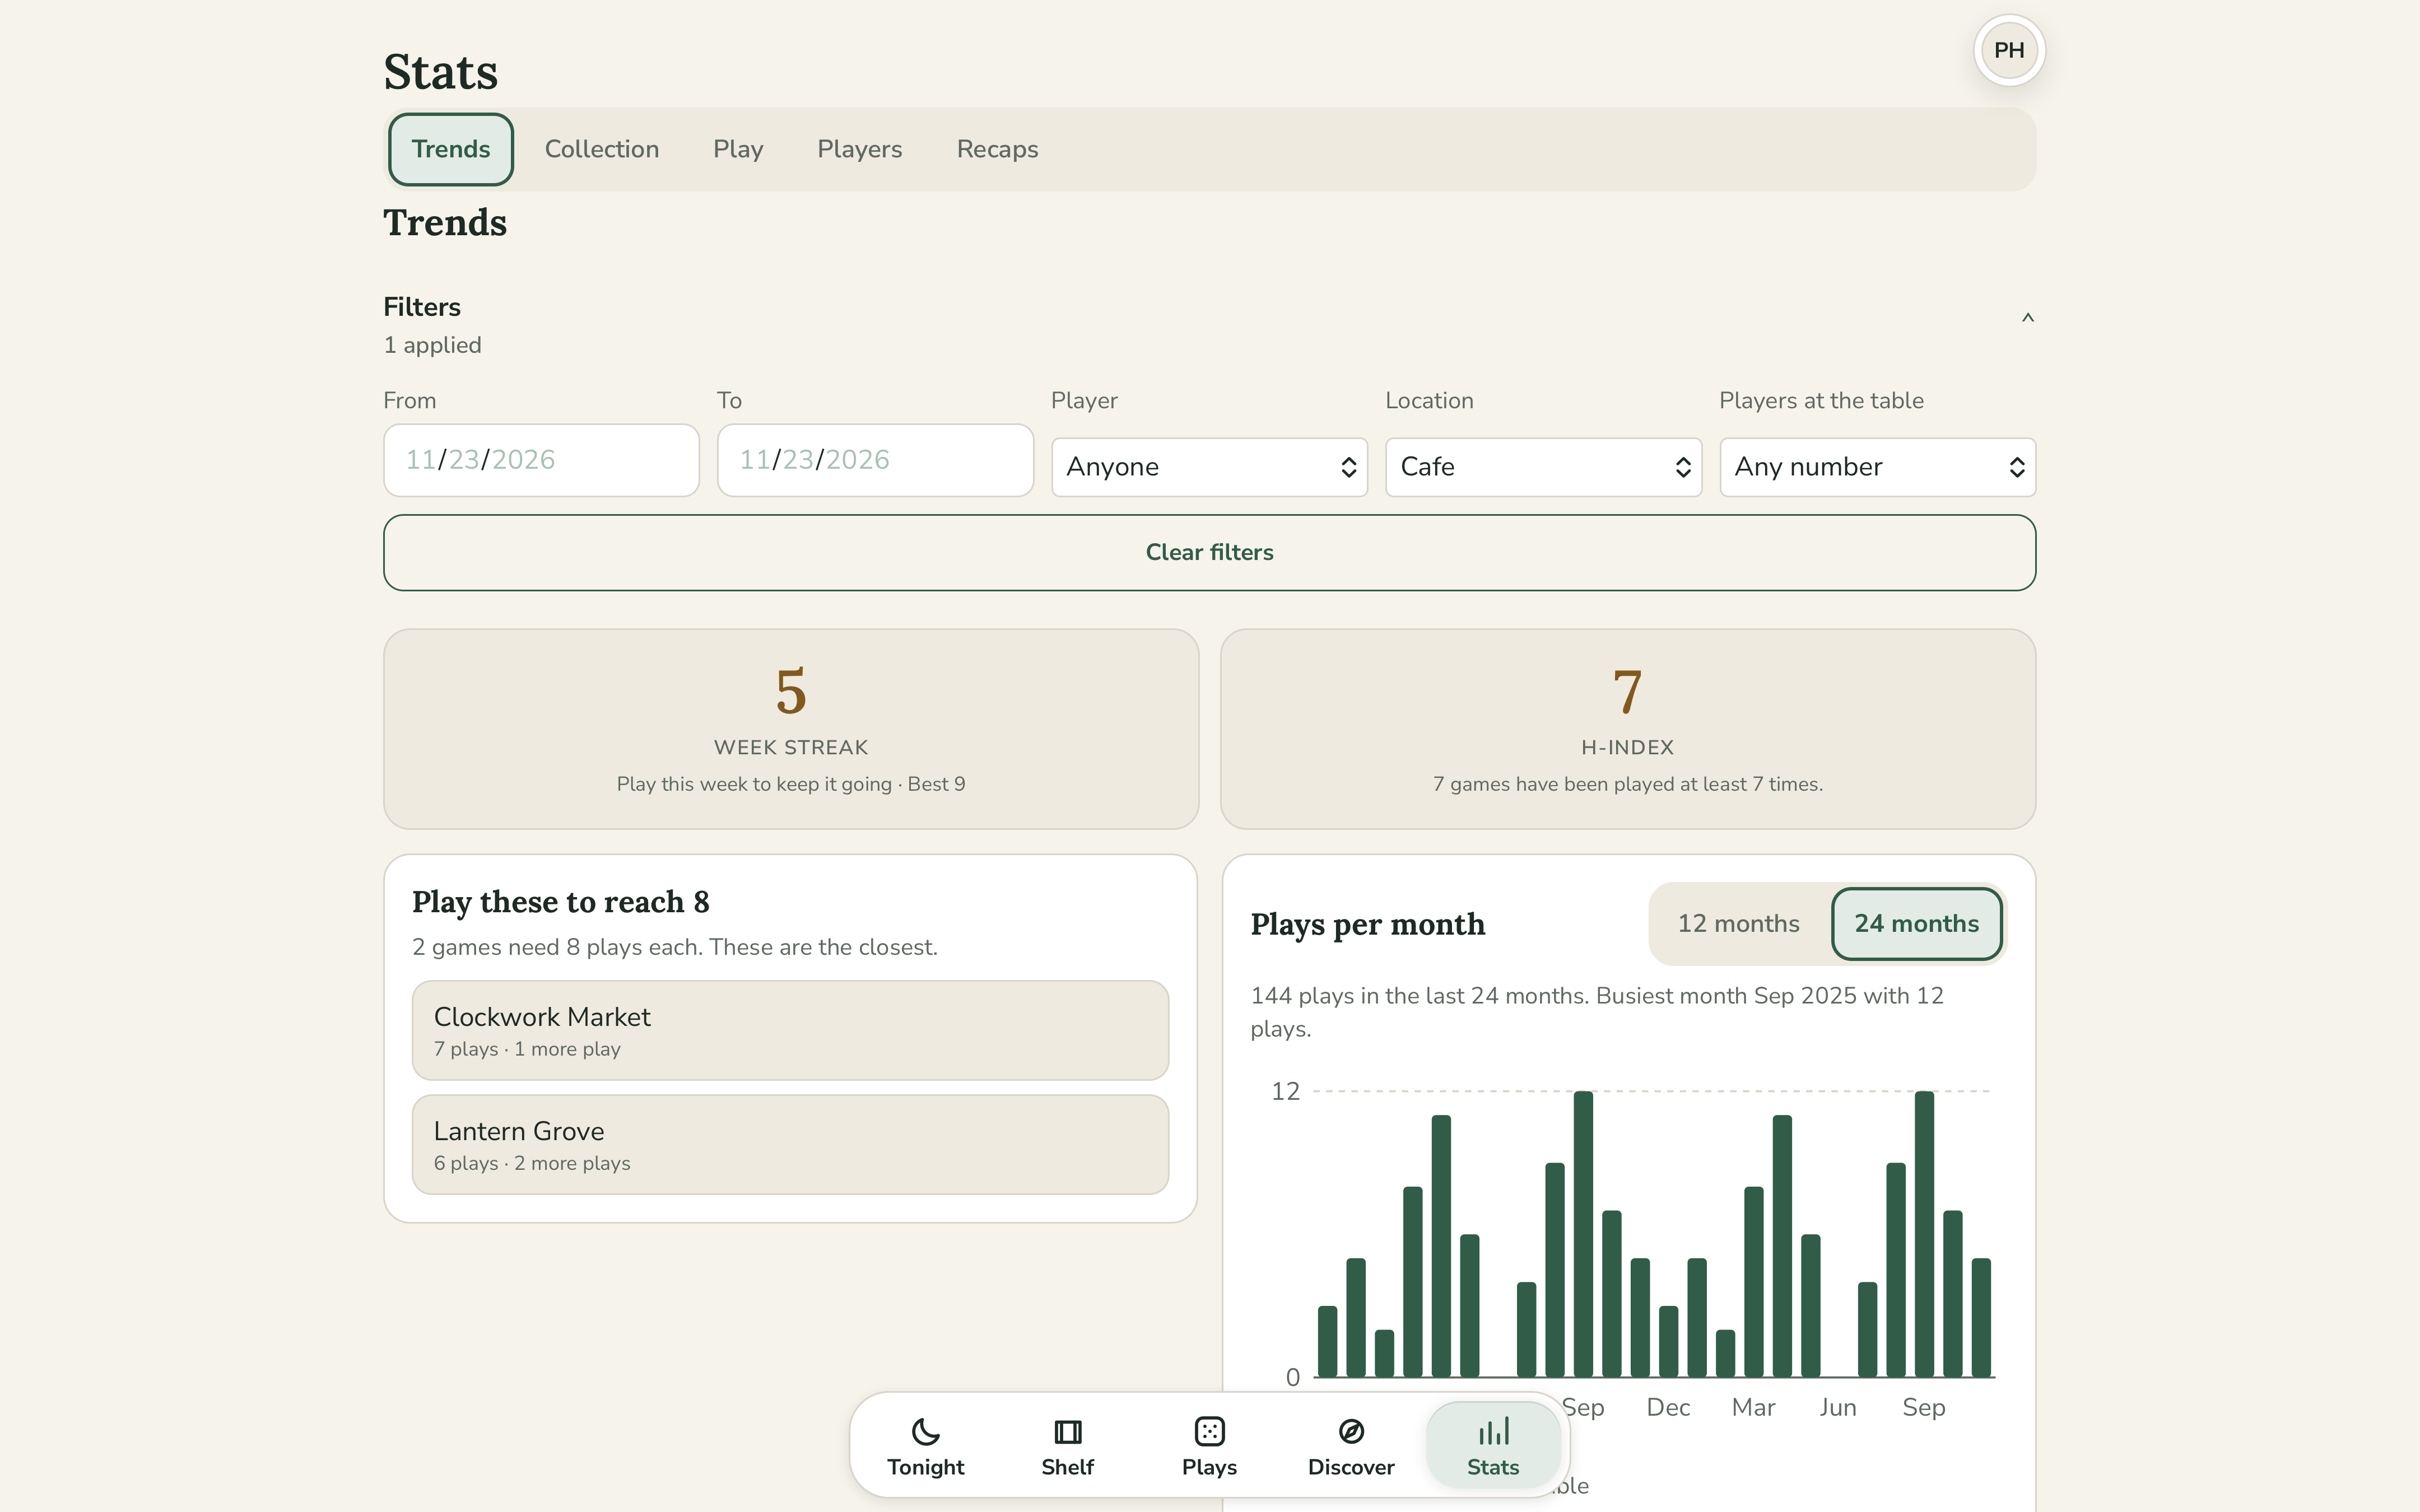 Stats
PH
Trends
Collection
Play
Players
Recaps
Trends
Filters
1 applied
From
To
Player
Location
Players at the table
11/23/2026
11/23/2026
Anyone
Cafe
Any number
Clear filters
5
WEEK STREAK
Play this week to keep it going · Best 9
7
H-INDEX
7 games have been played at least 7 times.
Play these to reach 8
2 games need 8 plays each. These are the closest.
Clockwork Market
7 plays · 1 more play
Lantern Grove
6 plays · 2 more plays
Plays per month
12 months
24 months
144 plays in the last 24 months. Busiest month Sep 2025 with 12
plays.
12
0
Sep
Dec
Mar
Jun
Sep
Tonight
Shelf
Plays
Discover
Stats